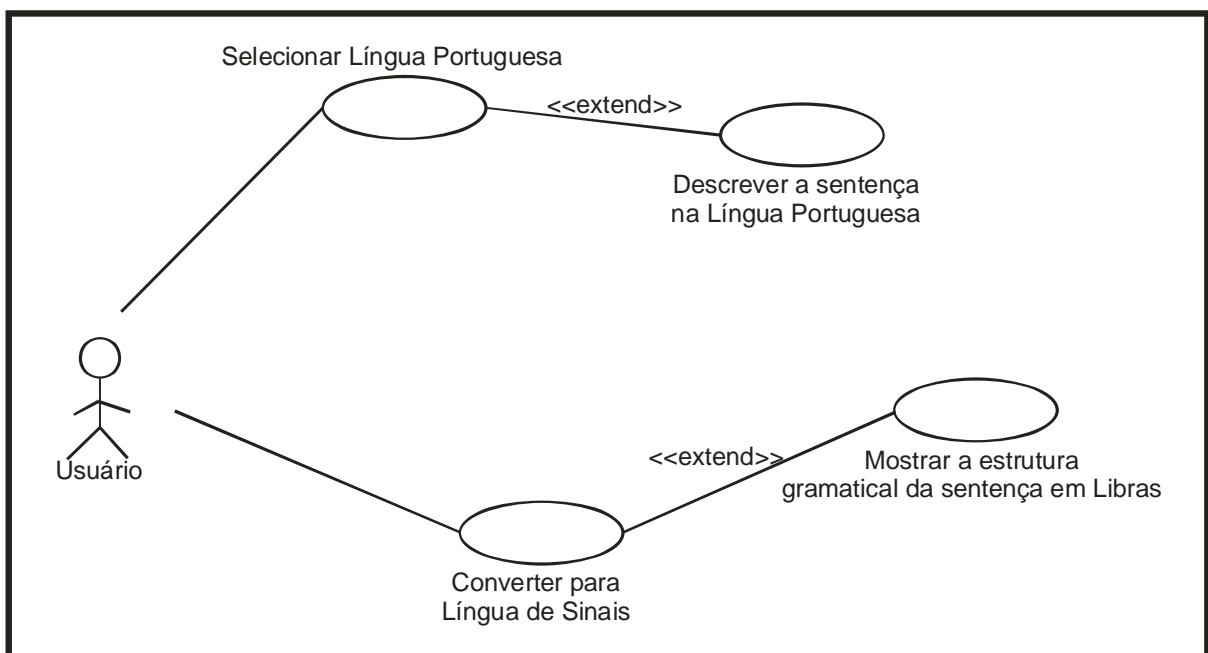 Selecionar Língua Portuguesa
<<extend>>
Descrever a sentença
na Língua Portuguesa
Usuário
<<extend>>
Mostrar a estrutura
gramatical da sentença em Libras
Converter para
Língua de Sinais